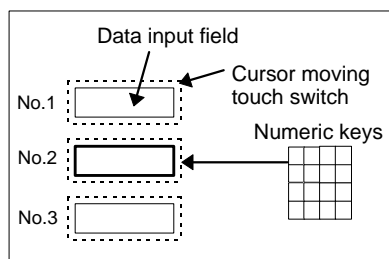 Data input field
Cursor moving
touch switch
No.1
Numeric keys
No.2
No.3